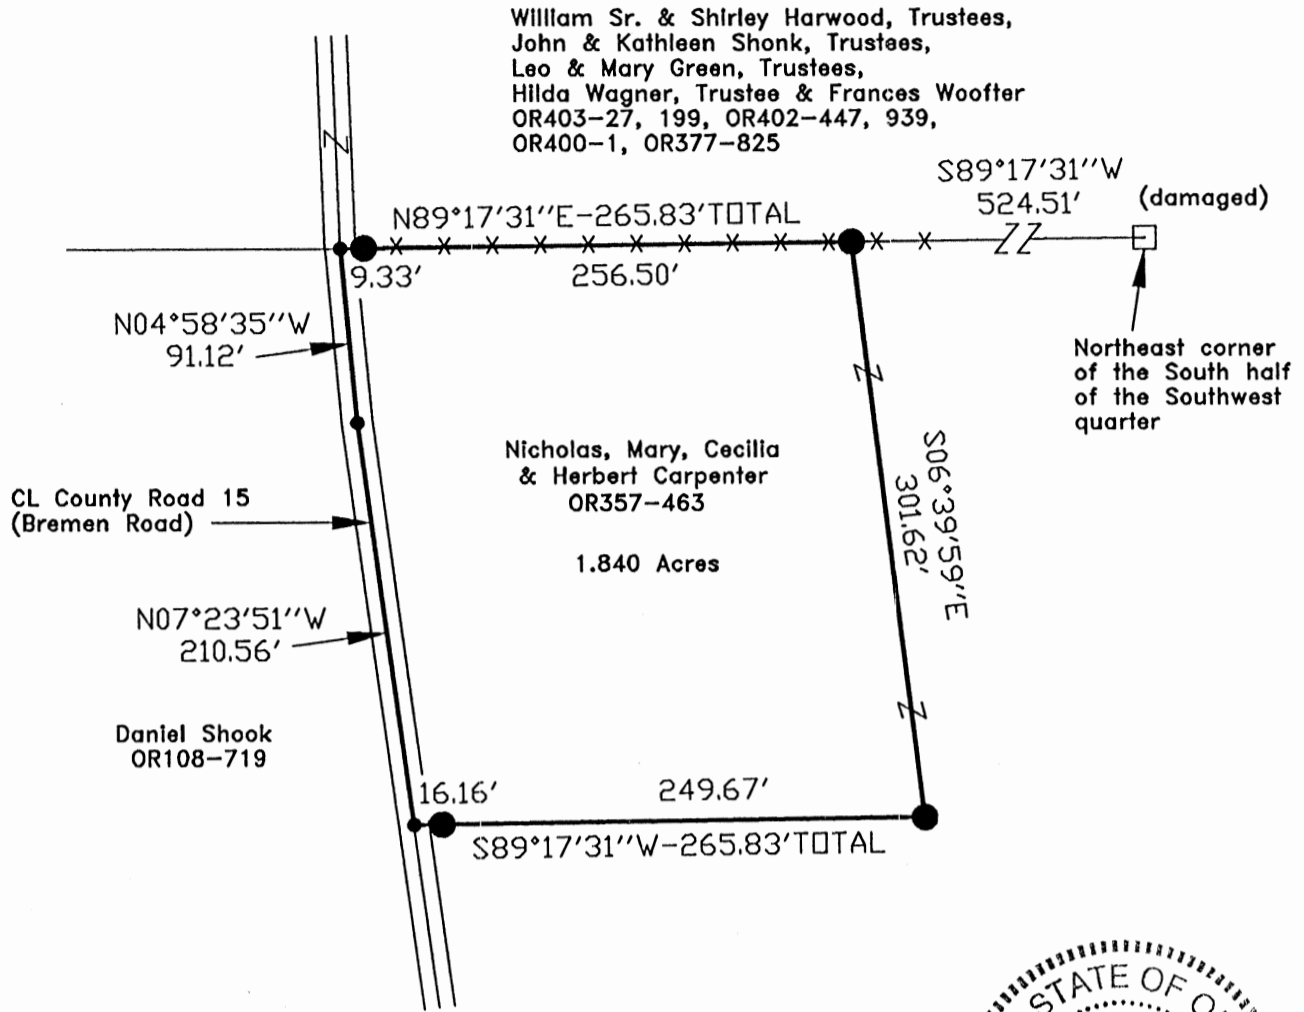 William Sr. & Shirley Harwood, Trustees,
John & Kathleen Shonk, Trustees,
Leo & Mary Green, Trustees,
Hilda Wagner, Trustee & Frances Woofter
OR403-27, 199, OR402-447, 939,
OR400-1, OR377-825
S89°17'31''W
524.51'
(damaged)
N89°17'31''E-265.83'TOTAL
9.33'
256.50'
N04°58'35''W
91.12'
Northeast corner
of the South half
of the Southwest
quarter
Nicholas, Mary, Cecilia
& Herbert Carpenter
OR357-463
1.840 Acres
S06°39'59''E
301.62'
CL County Road 15
(Bremen Road)
N07°23'51''W
210.56'
Daniel Shook
OR108-719
16.16'
249.67'
S89°17'31''W-265.83'TOTAL
STATE OF O